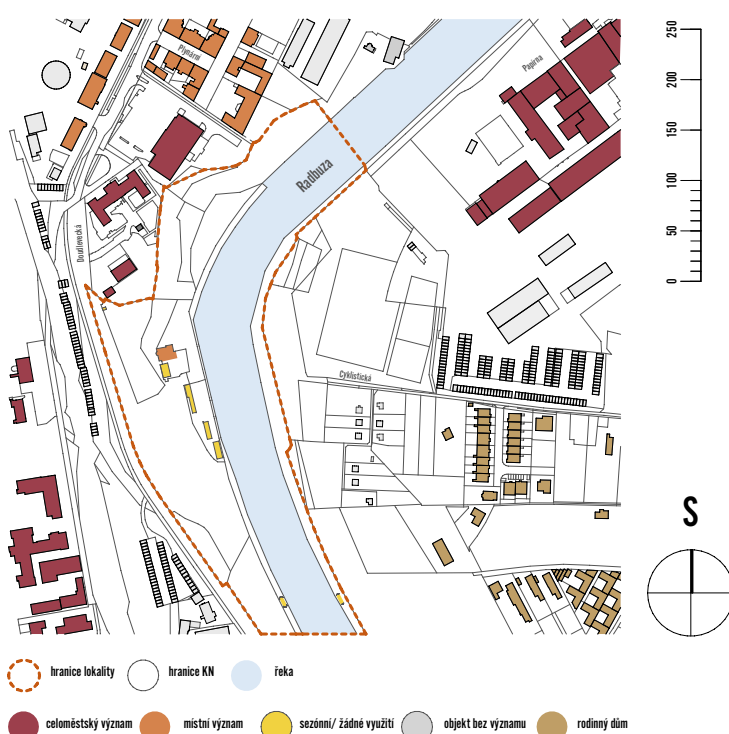 Plynární
Papírna
Radbuza
Doudlevecká
Cyklistická
250
200
150
100
50
0
S
hranice lokality
hranice KN
řeka
celoměstský význam
místní význam
sezónní/ žádné využití
objekt bez významu
rodinný dům